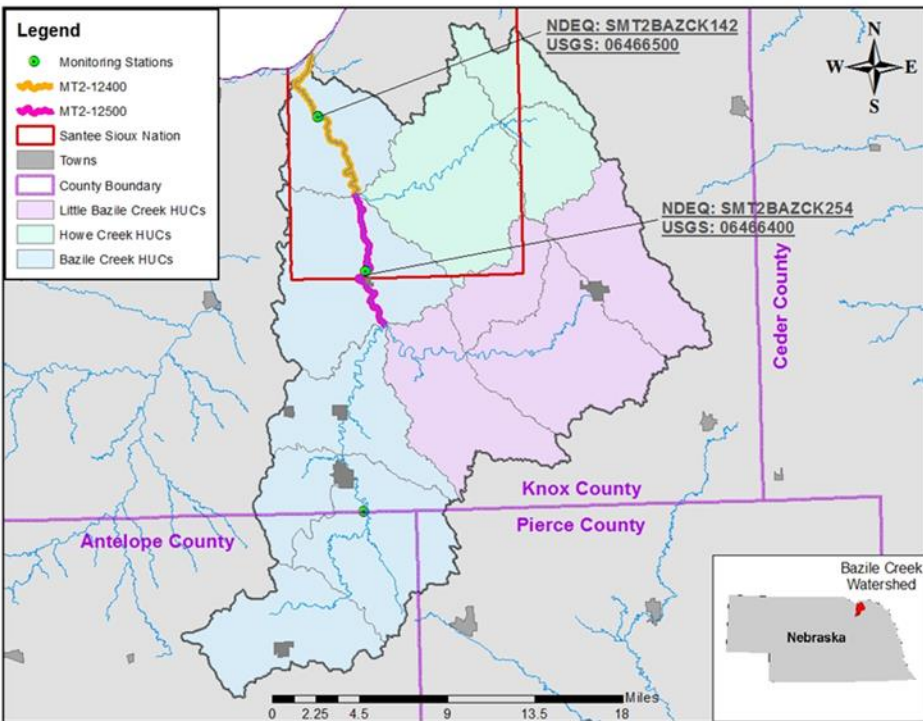 Legend
Monitoring Stations
MT2-12400
MT2-12500
Santee Sioux Nation
Towns
County Boundary
Little Bazile Creek HUCs
Howe Creek HUCs
Bazile Creek HUCs
NDEQ: SMT2BAZCK142
USGS: 06466500
N
W E
S
NDEQ: SMT2BAZCK254
USGS: 06466400
Ceder County
Knox County
Antelope County
Pierce County
Bazile Creek
Watershed
Nebraska
Miles
0 2.25 4.5 9 13.5 18